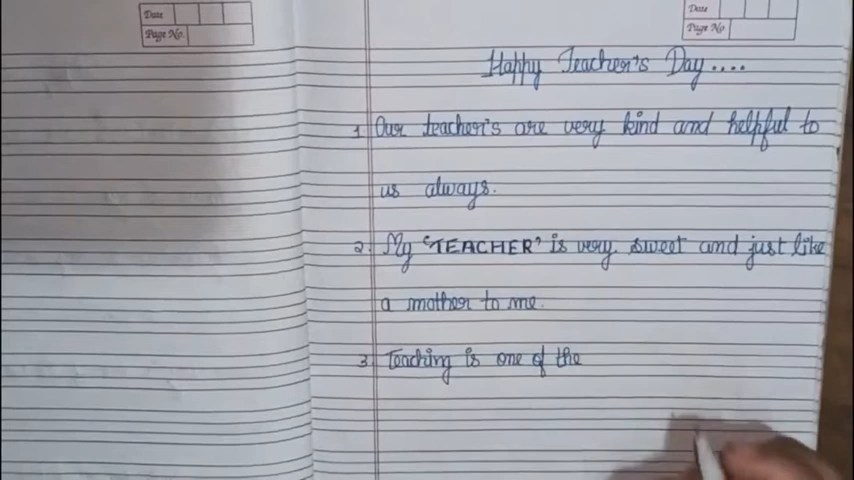 Date
Page No.
Date
Page No
Happy Teacher's Day....
1. Our teacher's are very kind and helpful to
us always.
2. My "TEACHER" is very sweet and just like
a mother to me.
3. Teaching is one of the